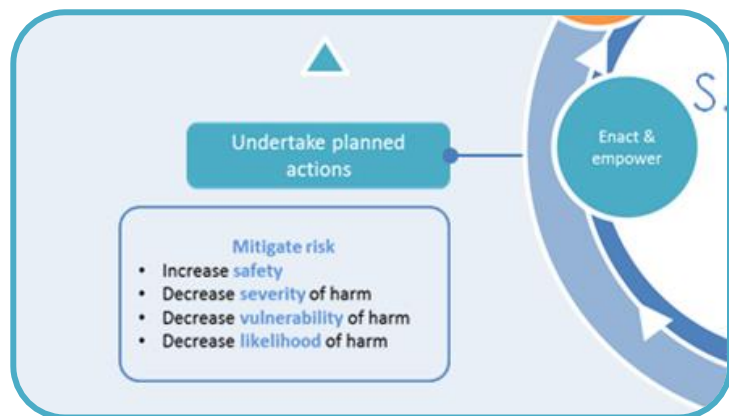 Undertake planned
actions
Enact &
empower
S.
Mitigate risk
• Increase safety
• Decrease severity of harm
• Decrease vulnerability of harm
• Decrease likelihood of harm